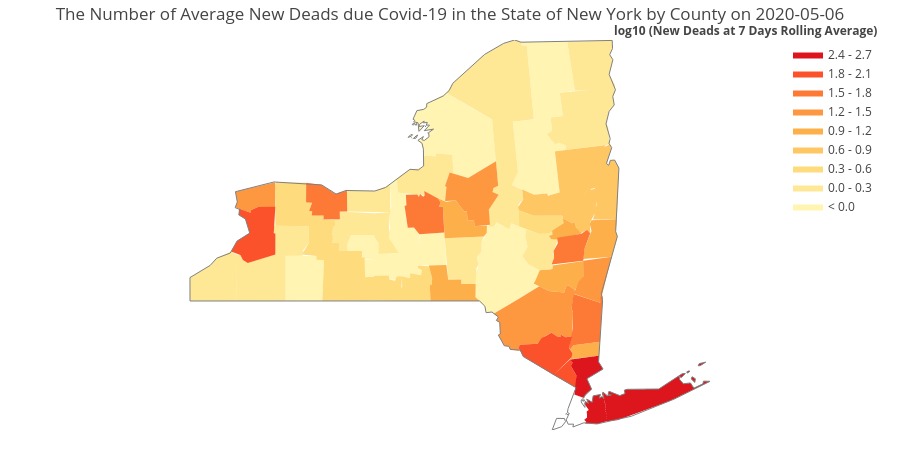 The Number of Average New Deads due Covid-19 in the State of New York by County on 2020-05-06
log10 (New Deads at 7 Days Rolling Average)
2.4 - 2.7
1.8 - 2.1
1.5 - 1.8
1.2 - 1.5
0.9 - 1.2
0.6 - 0.9
0.3 - 0.6
0.0 - 0.3
< 0.0